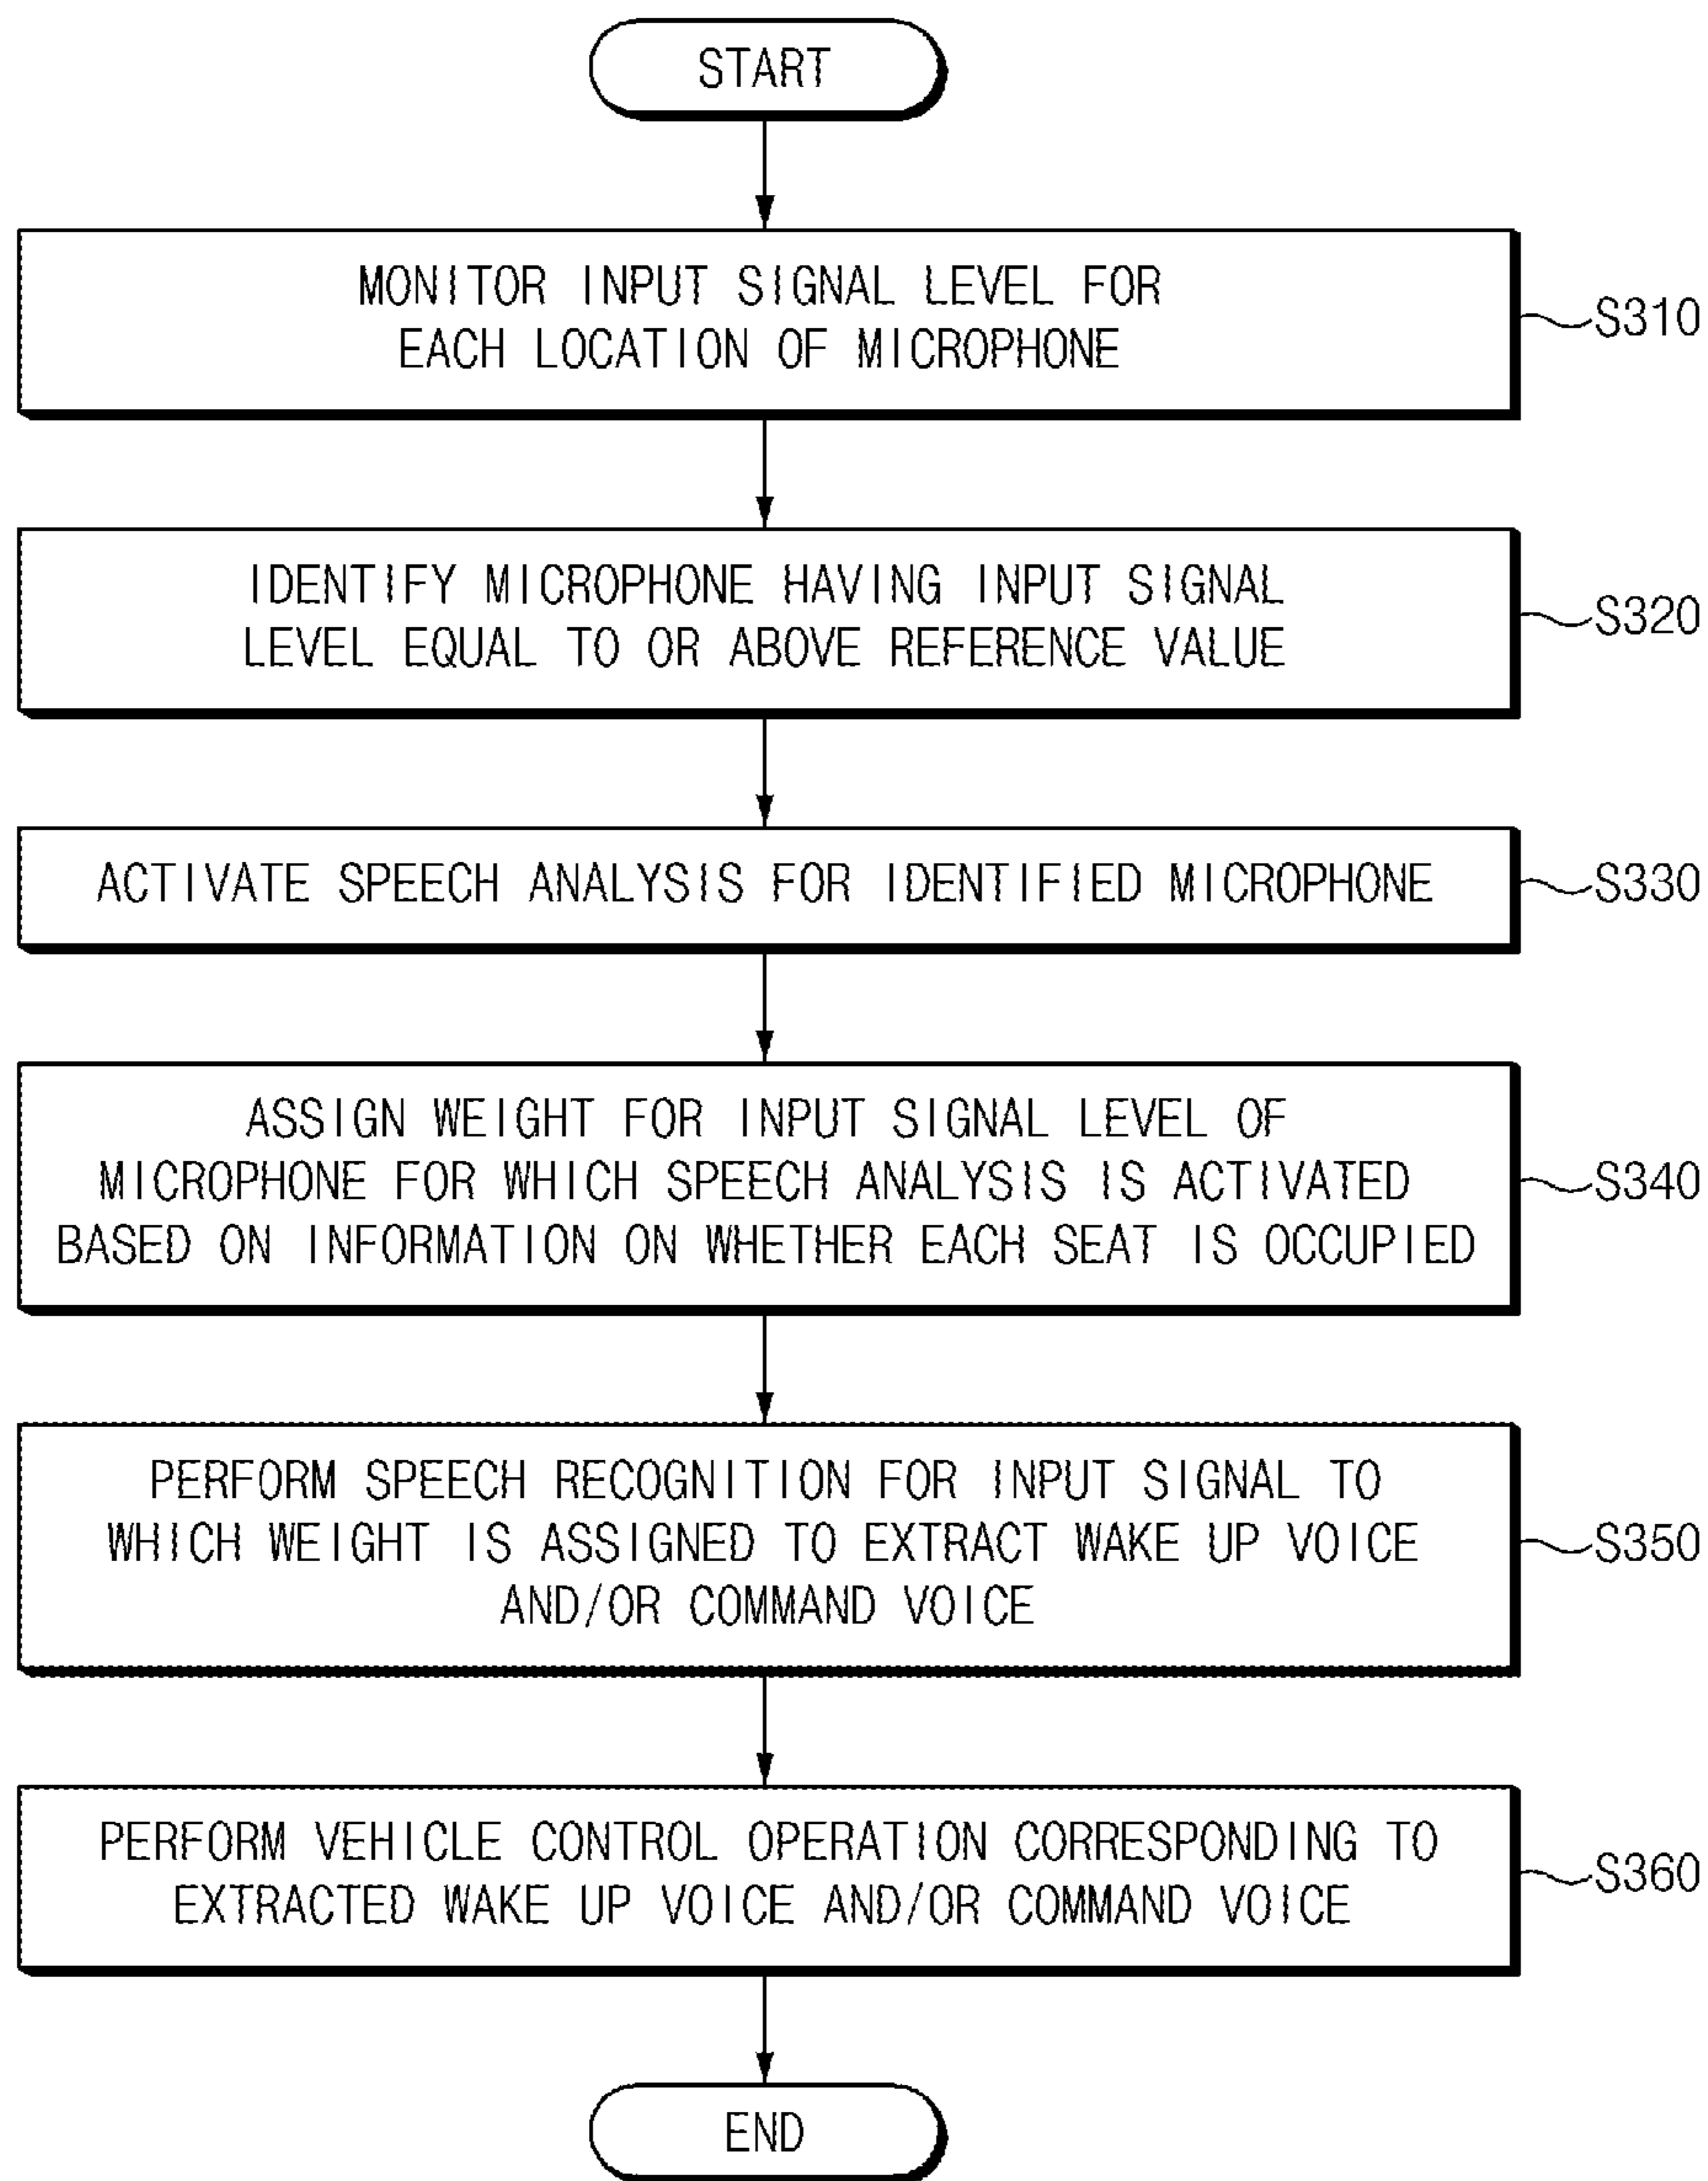 START
MONITOR INPUT SIGNAL LEVEL FOR
EACH LOCATION OF MICROPHONE
S310
IDENTIFY MICROPHONE HAVING INPUT SIGNAL
LEVEL EQUAL TO OR ABOVE REFERENCE VALUE
S320
ACTIVATE SPEECH ANALYSIS FOR IDENTIFIED MICROPHONE
S330
ASSIGN WEIGHT FOR INPUT SIGNAL LEVEL OF
MICROPHONE FOR WHICH SPEECH ANALYSIS IS ACTIVATED
BASED ON INFORMATION ON WHETHER EACH SEAT IS OCCUPIED
S340
PERFORM SPEECH RECOGNITION FOR INPUT SIGNAL TO
WHICH WEIGHT IS ASSIGNED TO EXTRACT WAKE UP VOICE
AND/OR COMMAND VOICE
S350
PERFORM VEHICLE CONTROL OPERATION CORRESPONDING TO
EXTRACTED WAKE UP VOICE AND/OR COMMAND VOICE
S360
END